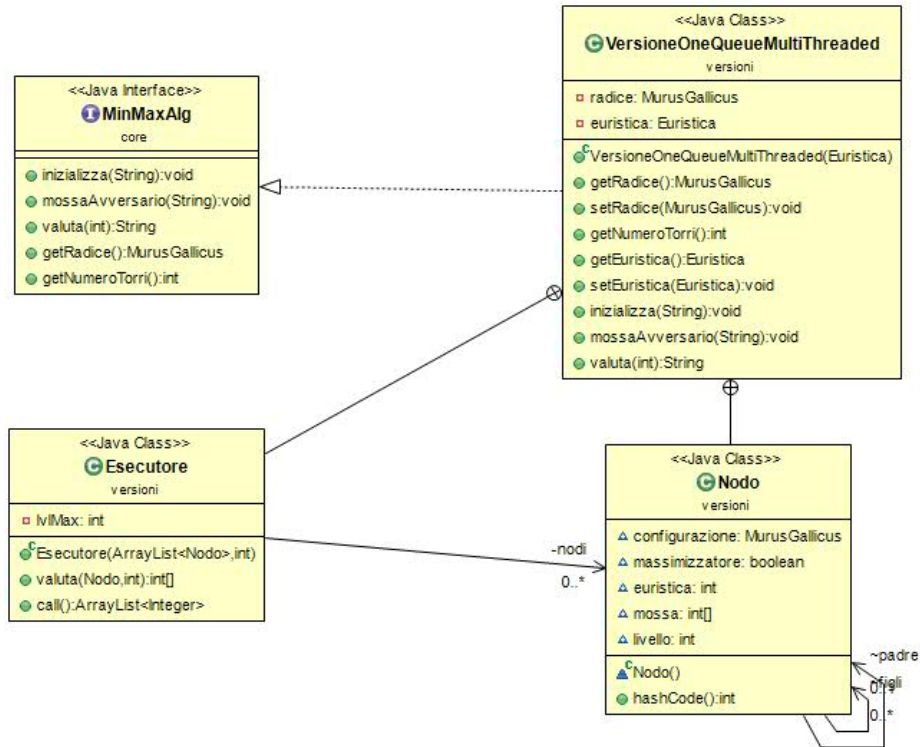 <<Java Interface>>
MinMaxAlg
core
inizializza(String):void
mossaAvversario(String):void
valuta(int):String
getRadice():MurusGallicus
getNumeroTorri():int
<<Java Class>>
VersioneOneQueueMultiThreaded
versioni
radice: MurusGallicus
euristica: Euristica
VersioneOneQueueMultiThreaded(Euristica)
getRadice():MurusGallicus
setRadice(MurusGallicus):void
getNumeroTorri():int
getEuristica():Euristica
setEuristica(Euristica):void
inizializza(String):void
mossaAvversario(String):void
valuta(int):String
<<Java Class>>
Esecutore
versioni
lvlMax: int
Esecutore(ArrayList<Nodo>,int)
valuta(Nodo,int):int[]
call():ArrayList<Integer>
-nodi
0..*
<<Java Class>>
Nodo
versioni
configurazione: MurusGallicus
massimizzatore: boolean
euristica: int
mossa: int[]
livello: int
Nodo()
hashCode():int
~padre
~figli
0..*